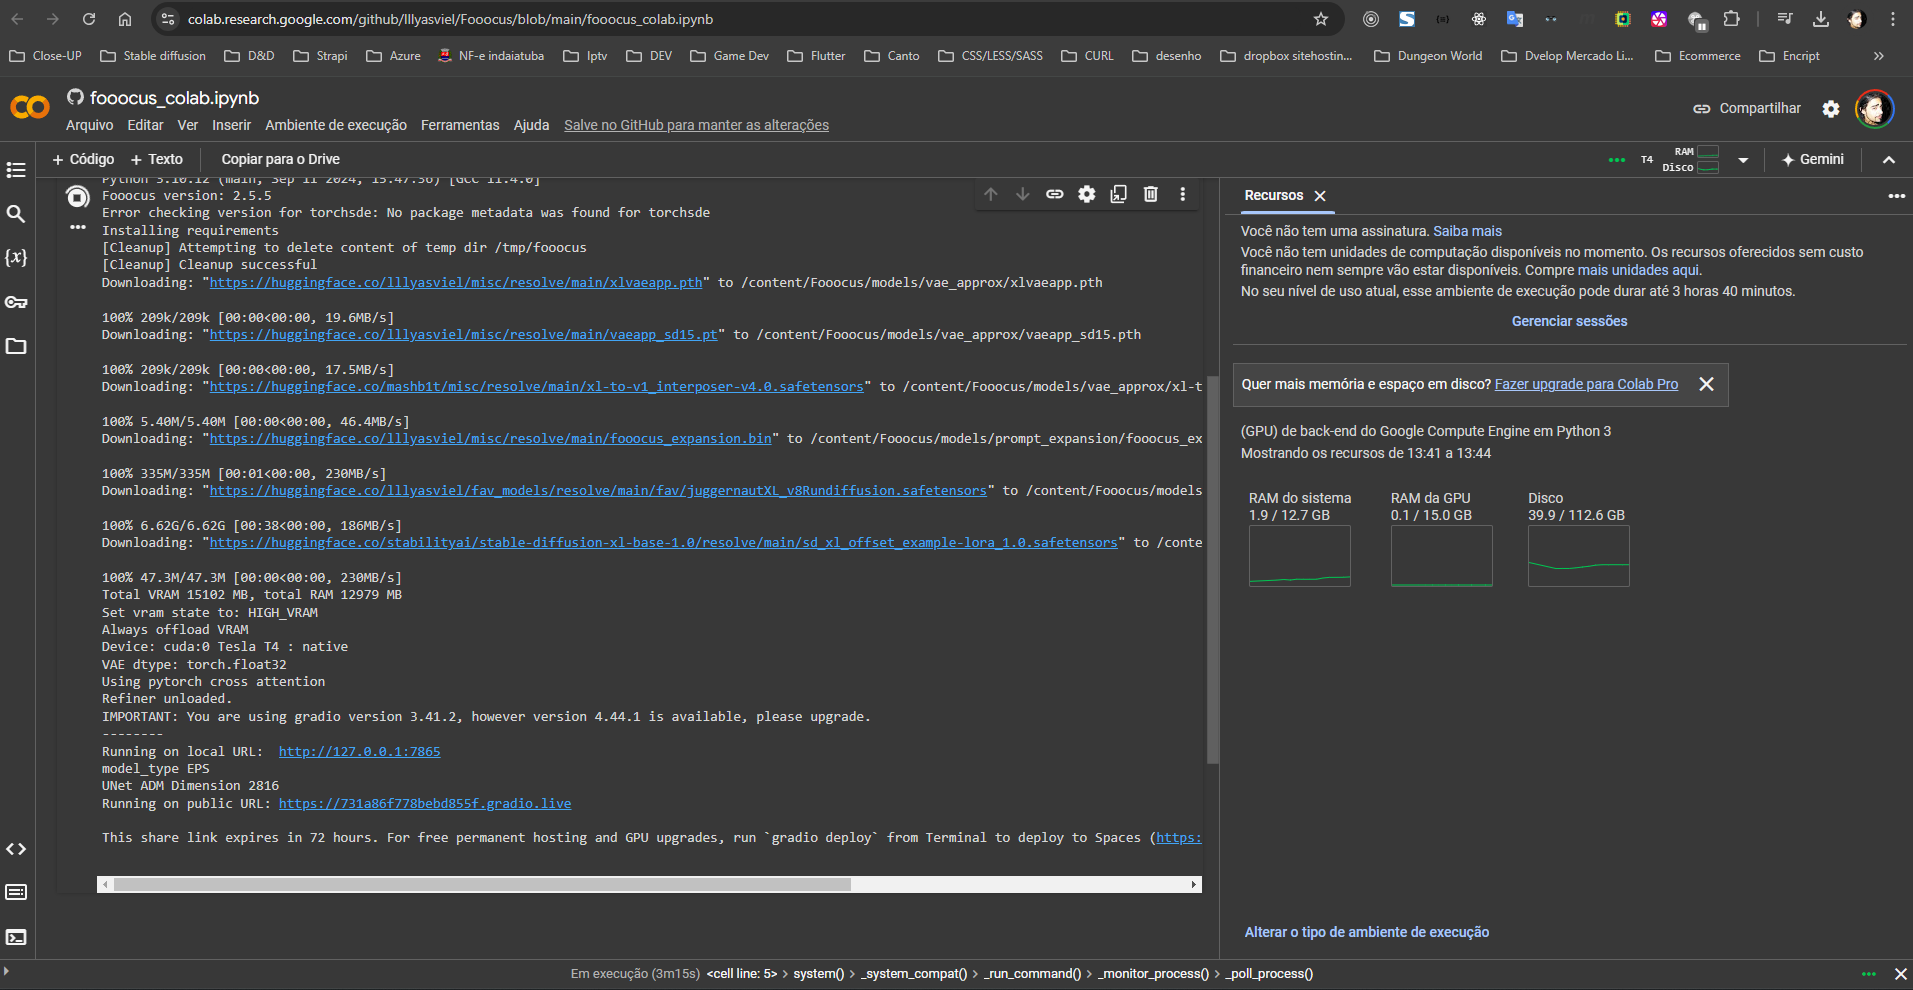 colab.research.google.com/github/lllyasviel/Fooocus/blob/main/fooocus_colab.ipynb
Close-UP Stable diffusion D&D Strapi Azure NF-e indaiatuba Iptv DEV Game Dev Flutter Canto CSS/LESS/SASS CURL desenho dropbox sitehostin... Dungeon World Dvelop Mercado Li... Ecommerce Encript »
fooocus_colab.ipynb
Compartilhar
Arquivo Editar Ver Inserir Ambiente de execução Ferramentas Ajuda Salve no GitHub para manter as alterações
+ Código + Texto Copiar para o Drive
T4 RAM Disco Gemini
Python 3.10.12 (main, Sep 11 2024, 15:47:36) [GCC 11.4.0]
Fooocus version: 2.5.5
Error checking version for torchsde: No package metadata was found for torchsde
Installing requirements
[Cleanup] Attempting to delete content of temp dir /tmp/fooocus
[Cleanup] Cleanup successful
Downloading: "https://huggingface.co/lllyasviel/misc/resolve/main/xlvaeapp.pth" to /content/Fooocus/models/vae_approx/xlvaeapp.pth
100% 209k/209k [00:00<00:00, 19.6MB/s]
Downloading: "https://huggingface.co/lllyasviel/misc/resolve/main/vaeapp_sd15.pt" to /content/Fooocus/models/vae_approx/vaeapp_sd15.pth
100% 209k/209k [00:00<00:00, 17.5MB/s]
Downloading: "https://huggingface.co/mashb1t/misc/resolve/main/xl-to-v1_interposer-v4.0.safetensors" to /content/Fooocus/models/vae_approx/xl-t
100% 5.40M/5.40M [00:00<00:00, 46.4MB/s]
Downloading: "https://huggingface.co/lllyasviel/misc/resolve/main/fooocus_expansion.bin" to /content/Fooocus/models/prompt_expansion/fooocus_ex
100% 335M/335M [00:01<00:00, 230MB/s]
Downloading: "https://huggingface.co/lllyasviel/fav_models/resolve/main/fav/juggernautXL_v8Rundiffusion.safetensors" to /content/Fooocus/models
100% 6.62G/6.62G [00:38<00:00, 186MB/s]
Downloading: "https://huggingface.co/stabilityai/stable-diffusion-xl-base-1.0/resolve/main/sd_xl_offset_example-lora_1.0.safetensors" to /conte
100% 47.3M/47.3M [00:00<00:00, 230MB/s]
Total VRAM 15102 MB, total RAM 12979 MB
Set vram state to: HIGH_VRAM
Always offload VRAM
Device: cuda:0 Tesla T4 : native
VAE dtype: torch.float32
Using pytorch cross attention
Refiner unloaded.
IMPORTANT: You are using gradio version 3.41.2, however version 4.44.1 is available, please upgrade.
--------
Running on local URL: http://127.0.0.1:7865
model_type EPS
UNet ADM Dimension 2816
Running on public URL: https://731a86f778bebd855f.gradio.live
This share link expires in 72 hours. For free permanent hosting and GPU upgrades, run `gradio deploy` from Terminal to deploy to Spaces (https:
Recursos
Você não tem uma assinatura. Saiba mais
Você não tem unidades de computação disponíveis no momento. Os recursos oferecidos sem custo
financeiro nem sempre vão estar disponíveis. Compre mais unidades aqui.
No seu nível de uso atual, esse ambiente de execução pode durar até 3 horas 40 minutos.
Gerenciar sessões
Quer mais memória e espaço em disco? Fazer upgrade para Colab Pro
(GPU) de back-end do Google Compute Engine em Python 3
Mostrando os recursos de 13:41 a 13:44
RAM do sistema RAM da GPU Disco
1.9 / 12.7 GB 0.1 / 15.0 GB 39.9 / 112.6 GB
Alterar o tipo de ambiente de execução
Em execução (3m15s) <cell line: 5> > system() > _system_compat() > _run_command() > _monitor_process() > _poll_process()